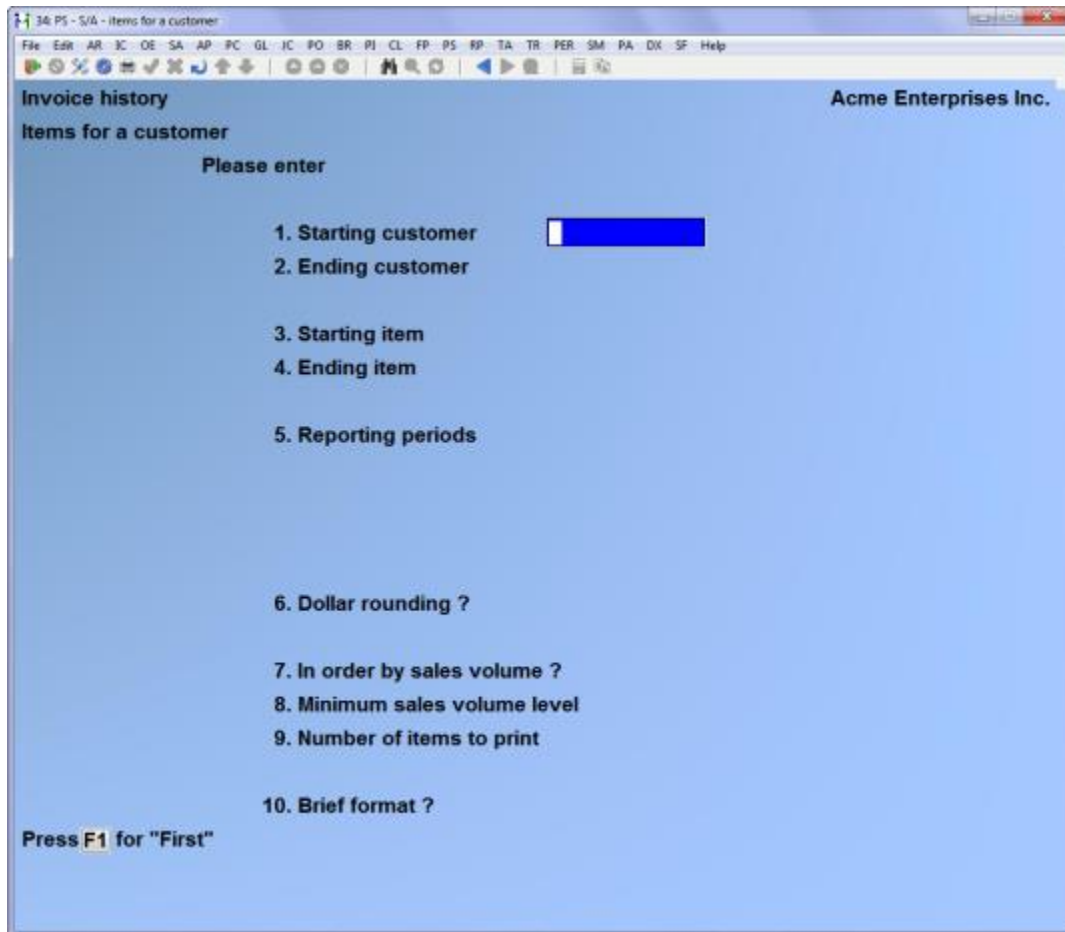 34: PS - S/A - items for a customer
File Edit AR IC OE SA AP PC GL JC PO BR PI CL FP PS RP TA TR PER SM PA DX SF Help
Invoice history Acme Enterprises Inc.
Items for a customer
Please enter
1. Starting customer
2. Ending customer
3. Starting item
4. Ending item
5. Reporting periods
6. Dollar rounding ?
7. In order by sales volume ?
8. Minimum sales volume level
9. Number of items to print
10. Brief format ?
Press F1 for "First"